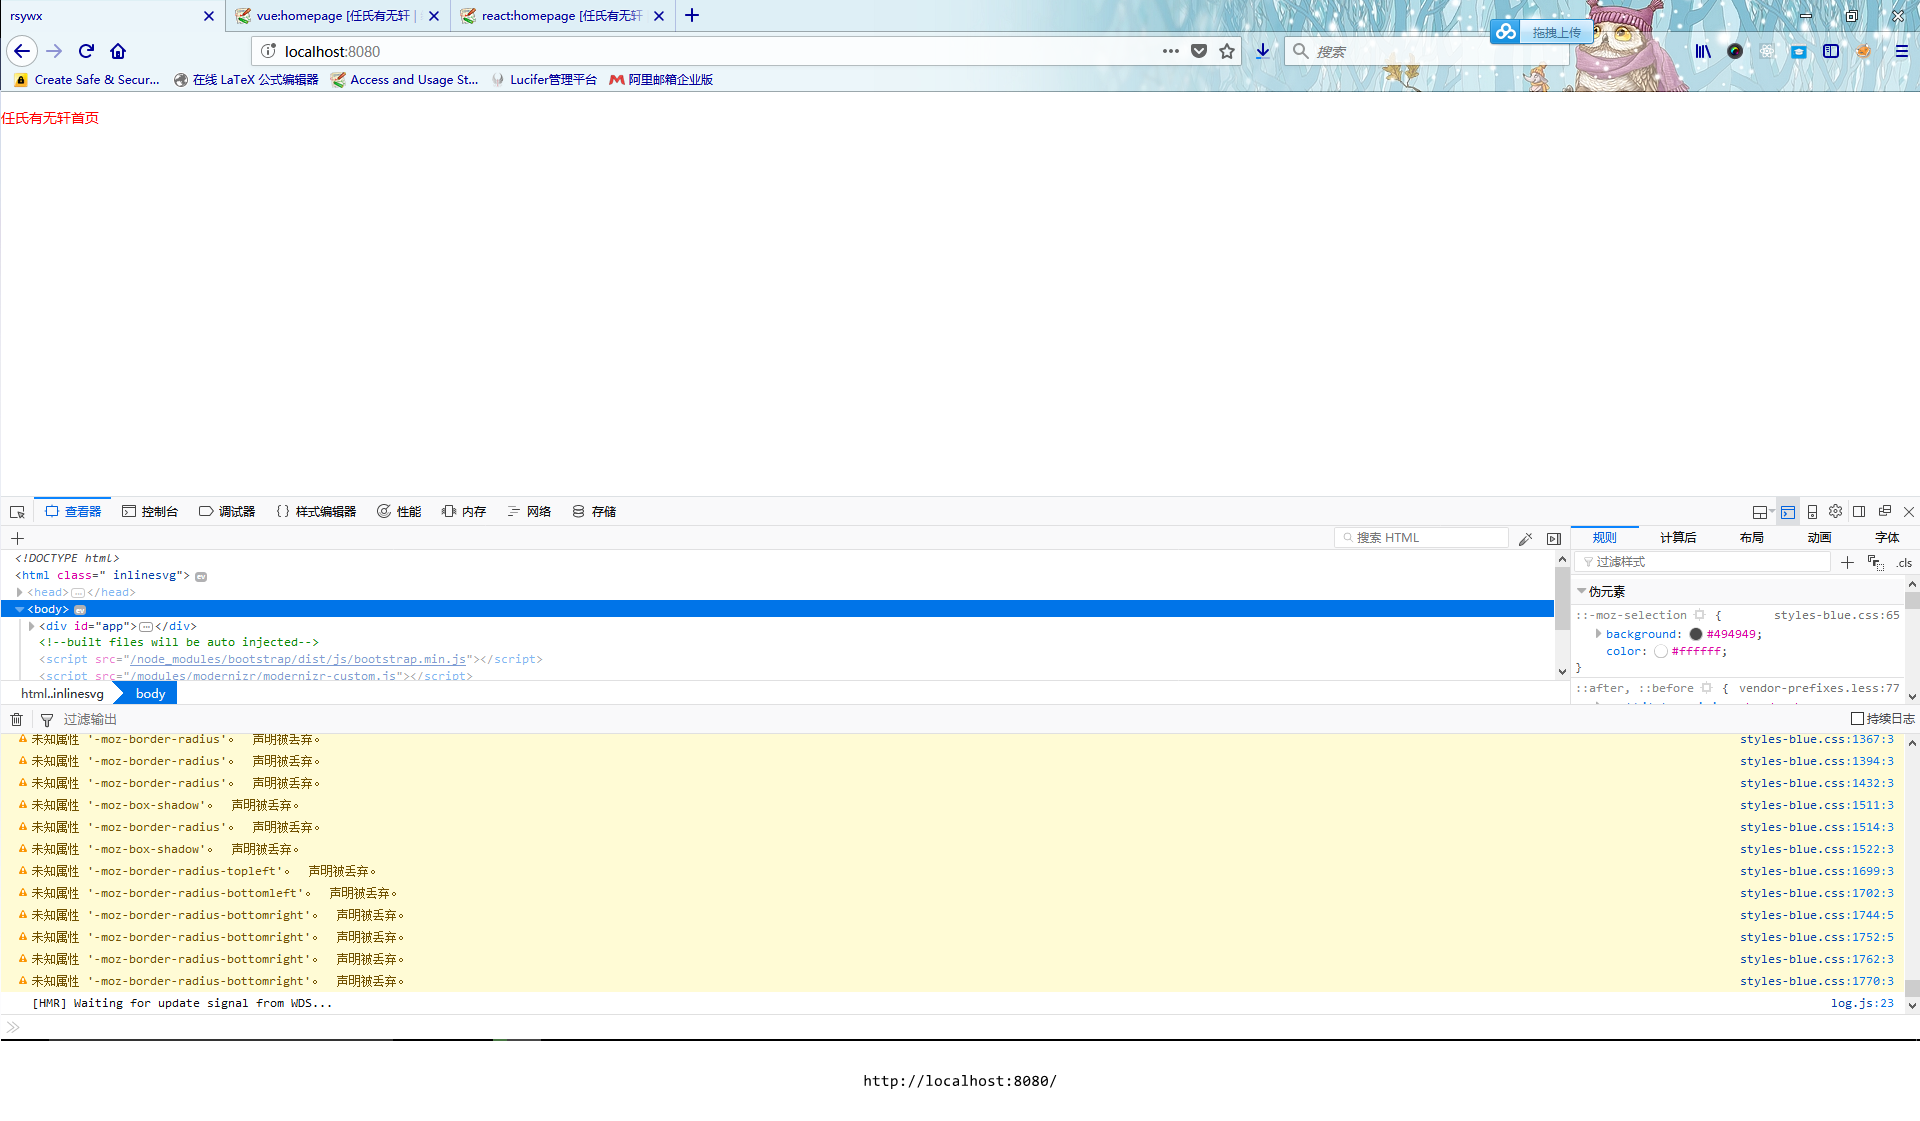 rsywx
vue:homepage [任氏有无轩 |
react:homepage [任氏有无轩
localhost:8080
搜索
拖拽上传
Create Safe & Secur...
在线 LaTeX 公式编辑器
Access and Usage St...
Lucifer管理平台
阿里邮箱企业版
任氏有无轩首页
查看器
控制台
调试器
样式编辑器
性能
内存
网络
存储
搜索 HTML
规则
计算后
布局
动画
字体
过滤样式
.cls
<!DOCTYPE html>
<html class=" inlinesvg"> ev
<head></head>
<body> ev
<div id="app"></div>
<!--built files will be auto injected-->
<script src="/node_modules/bootstrap/dist/js/bootstrap.min.js"></script>
<script src="/modules/modernizr/modernizr-custom.js"></script>
伪元素
::-moz-selection { styles-blue.css:65
background: #494949;
color: #ffffff;
}
::after, ::before { vendor-prefixes.less:77
html..inlinesvg
body
过滤输出
持续日志
未知属性 '-moz-border-radius'。 声明被丢弃。 styles-blue.css:1367:3
未知属性 '-moz-border-radius'。 声明被丢弃。 styles-blue.css:1394:3
未知属性 '-moz-border-radius'。 声明被丢弃。 styles-blue.css:1432:3
未知属性 '-moz-box-shadow'。 声明被丢弃。 styles-blue.css:1511:3
未知属性 '-moz-border-radius'。 声明被丢弃。 styles-blue.css:1514:3
未知属性 '-moz-box-shadow'。 声明被丢弃。 styles-blue.css:1522:3
未知属性 '-moz-border-radius-topleft'。 声明被丢弃。 styles-blue.css:1699:3
未知属性 '-moz-border-radius-bottomleft'。 声明被丢弃。 styles-blue.css:1702:3
未知属性 '-moz-border-radius-bottomright'。 声明被丢弃。 styles-blue.css:1744:5
未知属性 '-moz-border-radius-bottomright'。 声明被丢弃。 styles-blue.css:1752:5
未知属性 '-moz-border-radius-bottomright'。 声明被丢弃。 styles-blue.css:1762:3
未知属性 '-moz-border-radius-bottomright'。 声明被丢弃。 styles-blue.css:1770:3
[HMR] Waiting for update signal from WDS... log.js:23
http://localhost:8080/